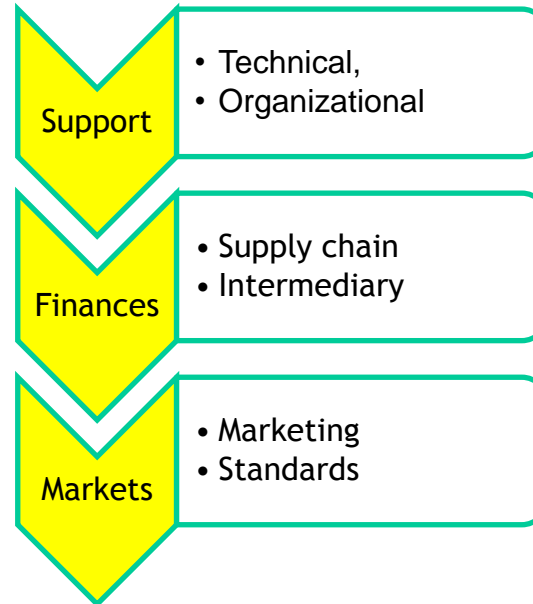 Support
• Technical,
• Organizational
Finances
• Supply chain
• Intermediary
Markets
• Marketing
• Standards